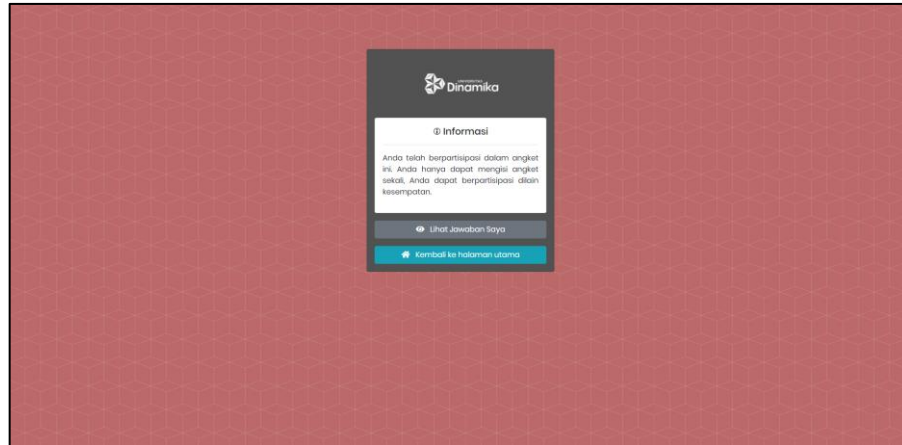 UNIVERSITAS
Dinamika
Informasi
Anda telah berpartisipasi dalam angket
ini. Anda hanya dapat mengisi angket
sekali, Anda dapat berpartisipasi dilain
kesempatan.
Lihat Jawaban Saya
Kembali ke halaman utama